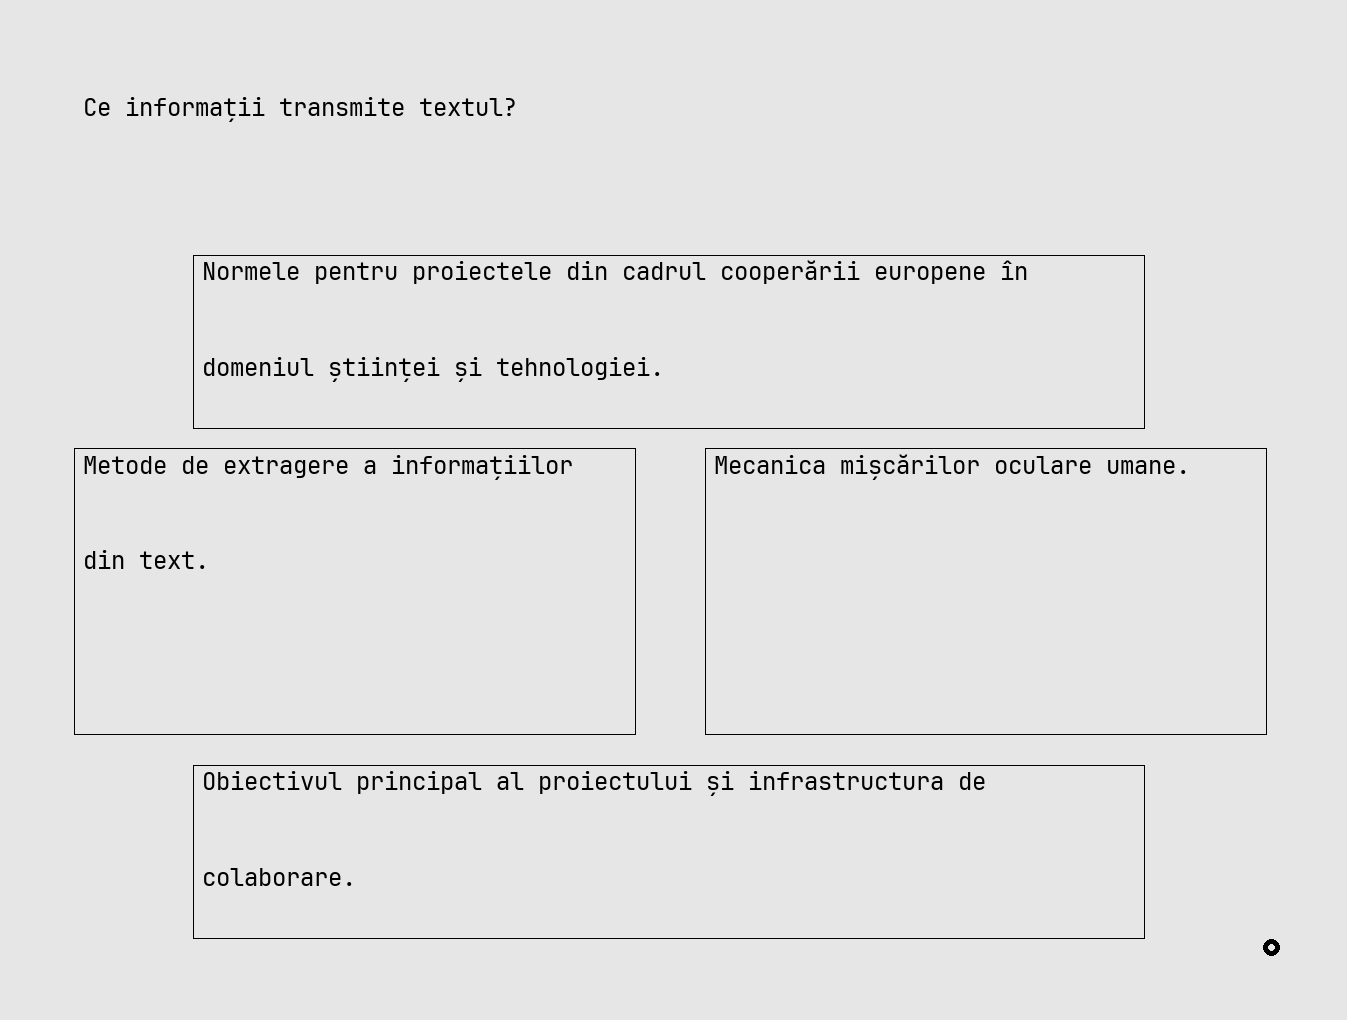 Ce informații transmite textul?
Normele pentru proiectele din cadrul cooperării europene în
domeniul științei și tehnologiei.
Metode de extragere a informațiilor
din text.
Mecanica mișcărilor oculare umane.
Obiectivul principal al proiectului și infrastructura de
colaborare.